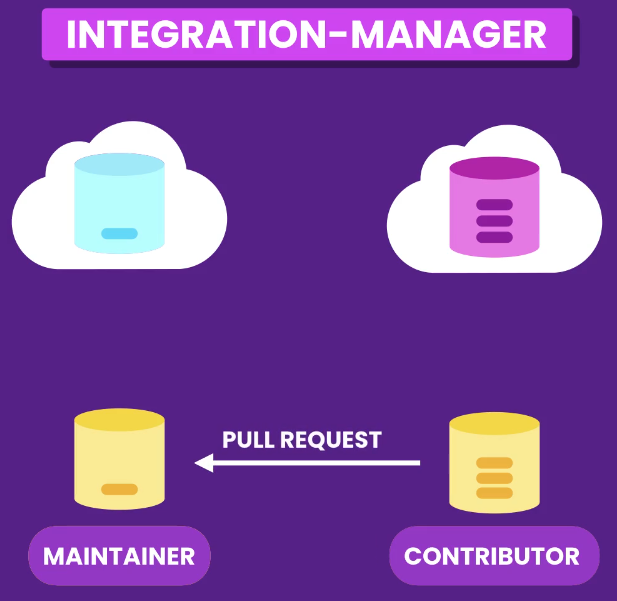 INTEGRATION-MANAGER
PULL REQUEST
MAINTAINER
CONTRIBUTOR